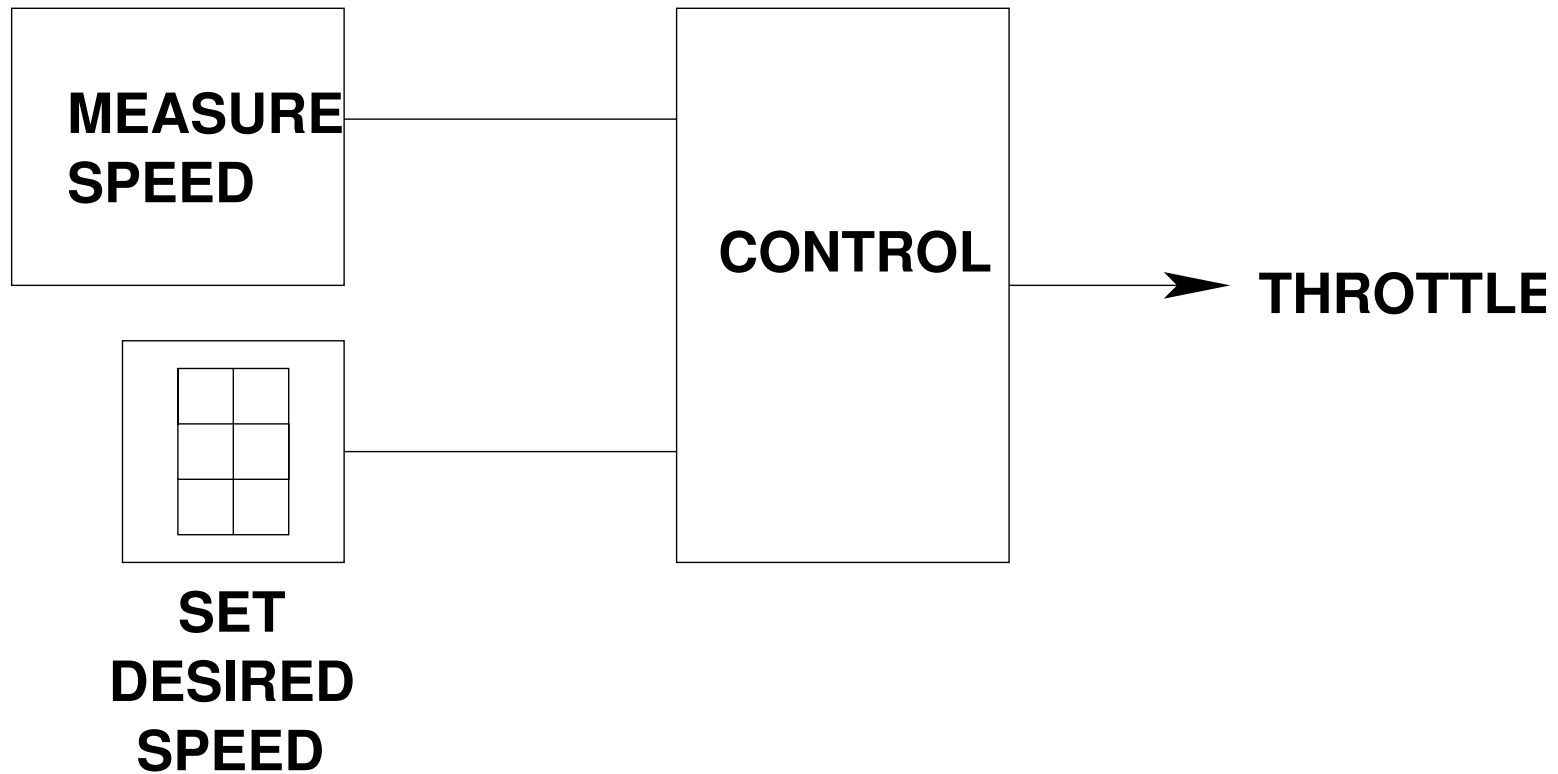 MEASURE
SPEED
CONTROL
THROTTLE
SET
DESIRED
SPEED